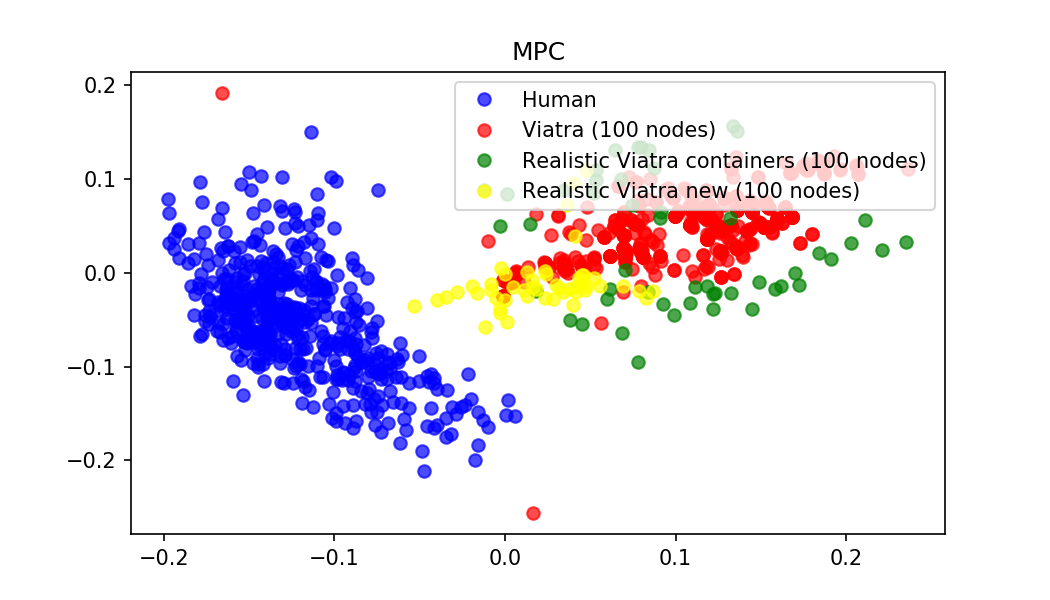 MPC
0.2
0.1
0.0
−0.1
−0.2
Human
Viatra (100 nodes)
Realistic Viatra containers (100 nodes)
Realistic Viatra new (100 nodes)
−0.2 −0.1 0.0 0.1 0.2